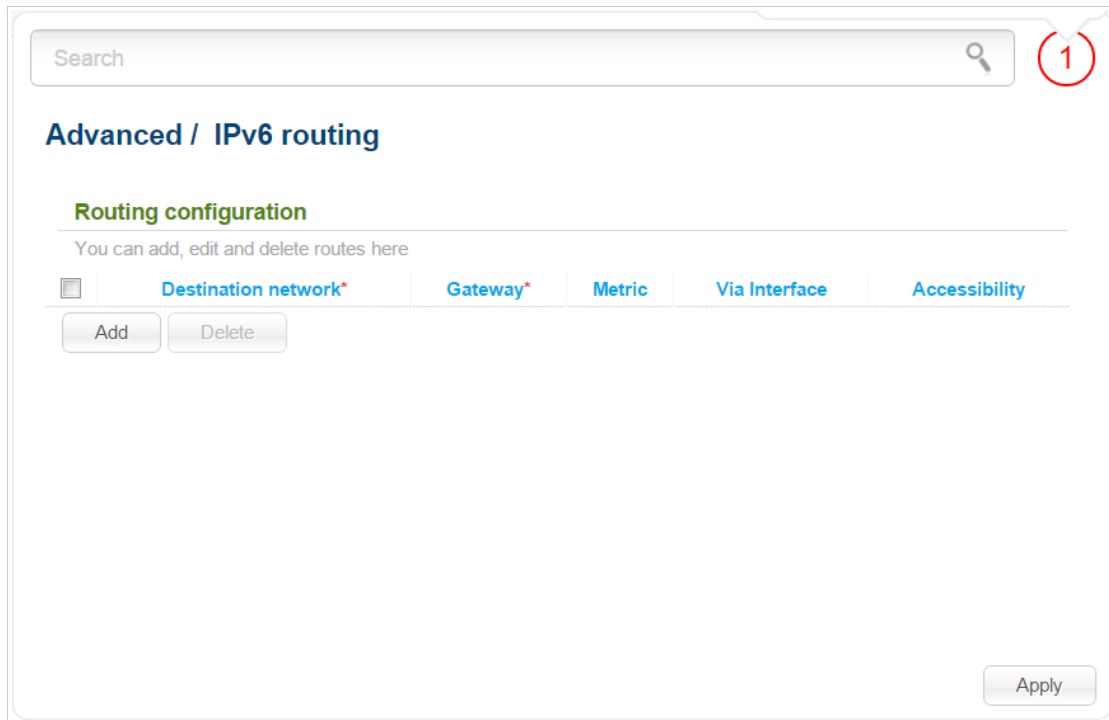 Search
1
Advanced /  IPv6 routing
Routing configuration
You can add, edit and delete routes here
Destination network* Gateway* Metric Via Interface Accessibility
Add Delete
Apply